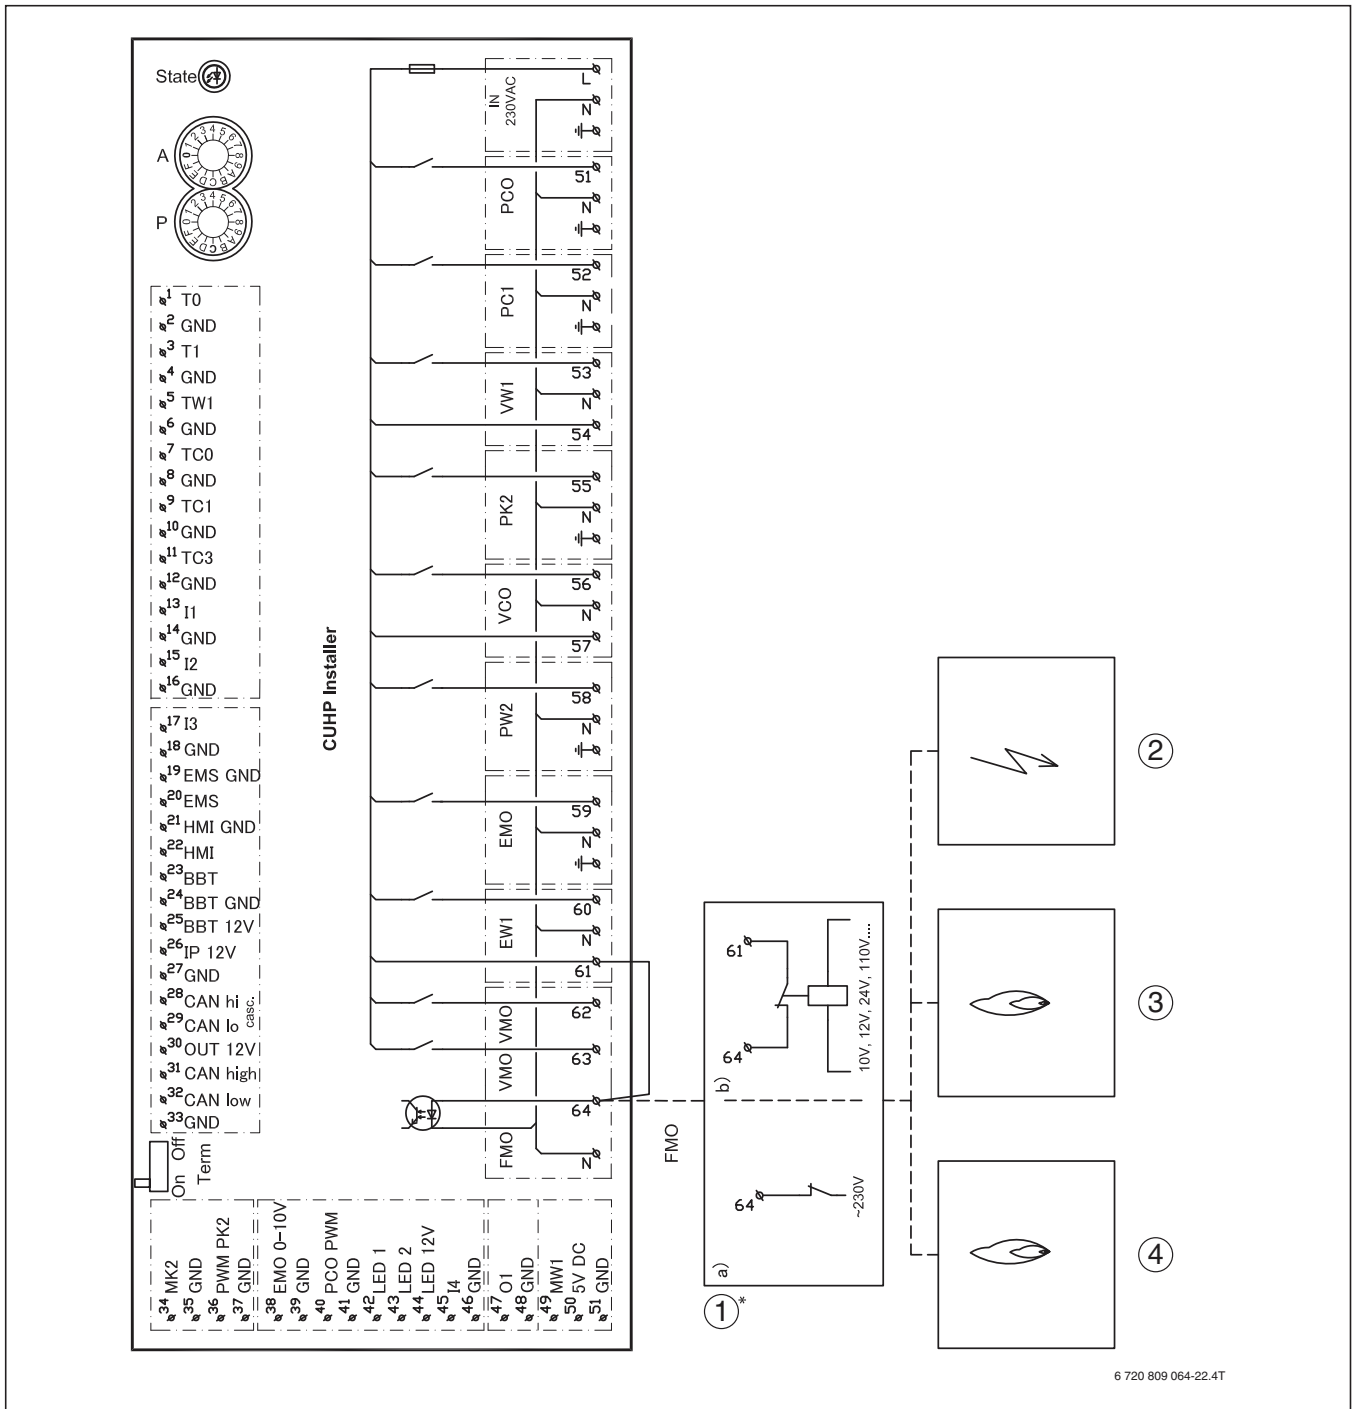 State
A
0123456789ABCDEF
P
0123456789ABCDEF
1 T0
2 GND
3 T1
4 GND
5 TW1
6 GND
7 TC0
8 GND
9 TC1
10 GND
11 TC3
12 GND
13 I1
14 GND
15 I2
16 GND
17 I3
18 GND
19 EMS GND
20 EMS
21 HMI GND
22 HMI
23 BBT
24 BBT GND
25 BBT 12V
26 IP 12V
27 GND
28 CAN hi
29 CAN lo
casc.
30 OUT 12V
31 CAN high
32 CAN low
33 GND
On Off
Term
34 MK2
35 GND
36 PWM PK2
37 GND
38 EMO 0-10V
39 GND
40 PCO PWM
41 GND
42 LED 1
43 LED 2
44 LED 12V
45 I4
46 GND
47 O1
48 GND
49 MW1
50 5V DC
51 GND
CUHP Installer
IN
230VAC
L
N
PCO
51
N
PC1
52
N
VW1
53
N
54
PK2
55
N
VCO
56
N
57
PW2
58
N
EMO
59
N
EW1
60
N
61
VMO
62
VMO
63
FMO
64
N
FMO
61
64
b)
10V, 12V, 24V, 110V....
64
a)
~230V
1*
2
3
4
6 720 809 064-22.4T